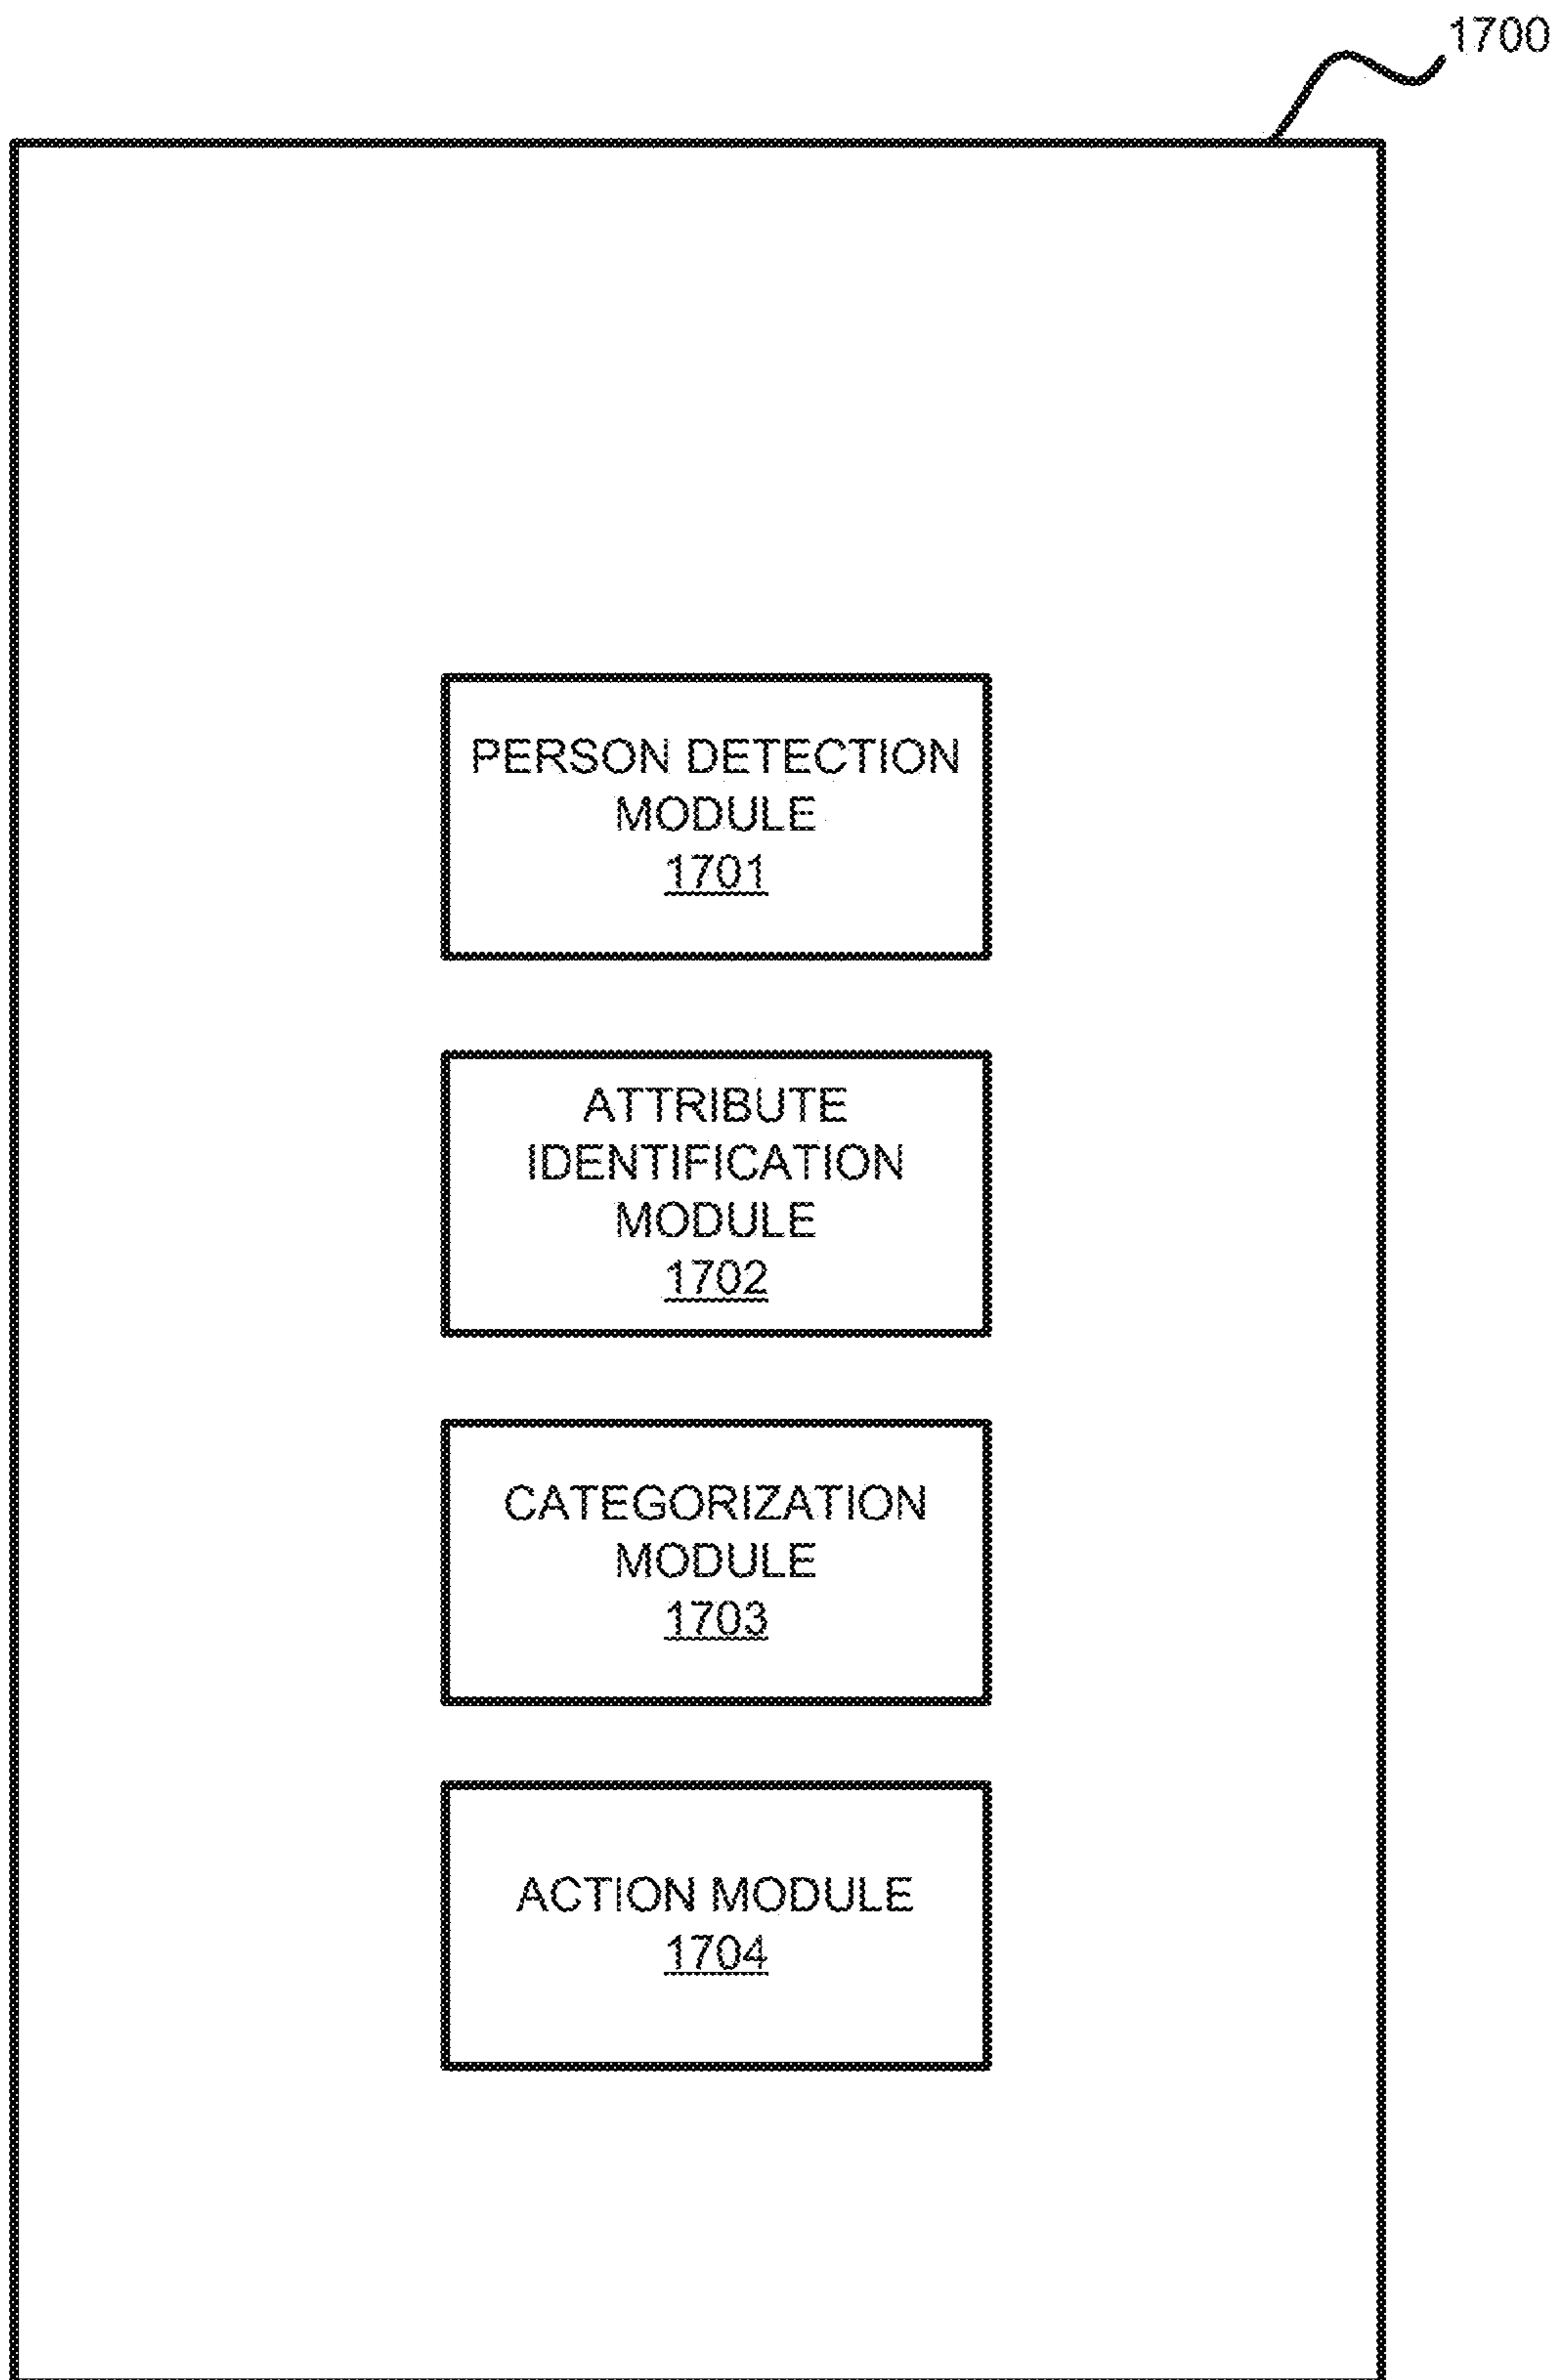 1700
PERSON DETECTION
MODULE
1701
ATTRIBUTE
IDENTIFICATION
MODULE
1702
CATEGORIZATION
MODULE
1703
ACTION MODULE
1704